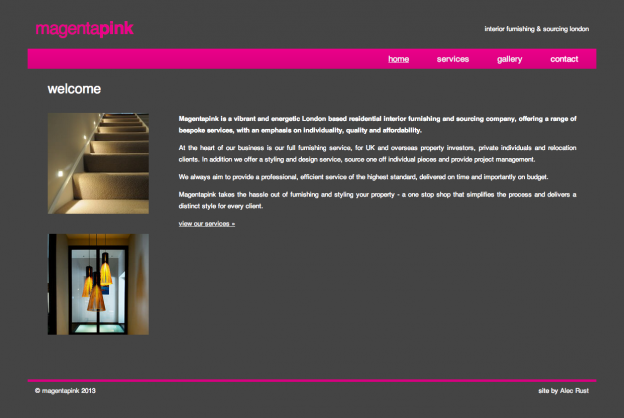 magentapink
interior furnishing & sourcing london
home services gallery contact
welcome
Magentapink is a vibrant and energetic London based residential interior furnishing and sourcing company, offering a range of
bespoke services, with an emphasis on individuality, quality and affordability.
At the heart of our business is our full furnishing service, for UK and overseas property investors, private individuals and relocation
clients. In addition we offer a styling and design service, source one off individual pieces and provide project management.
We always aim to provide a professional, efficient service of the highest standard, delivered on time and importantly on budget.
Magentapink takes the hassle out of furnishing and styling your property - a one stop shop that simplifies the process and delivers a
distinct style for every client.
view our services »
© magentapink 2013
site by Alec Rust